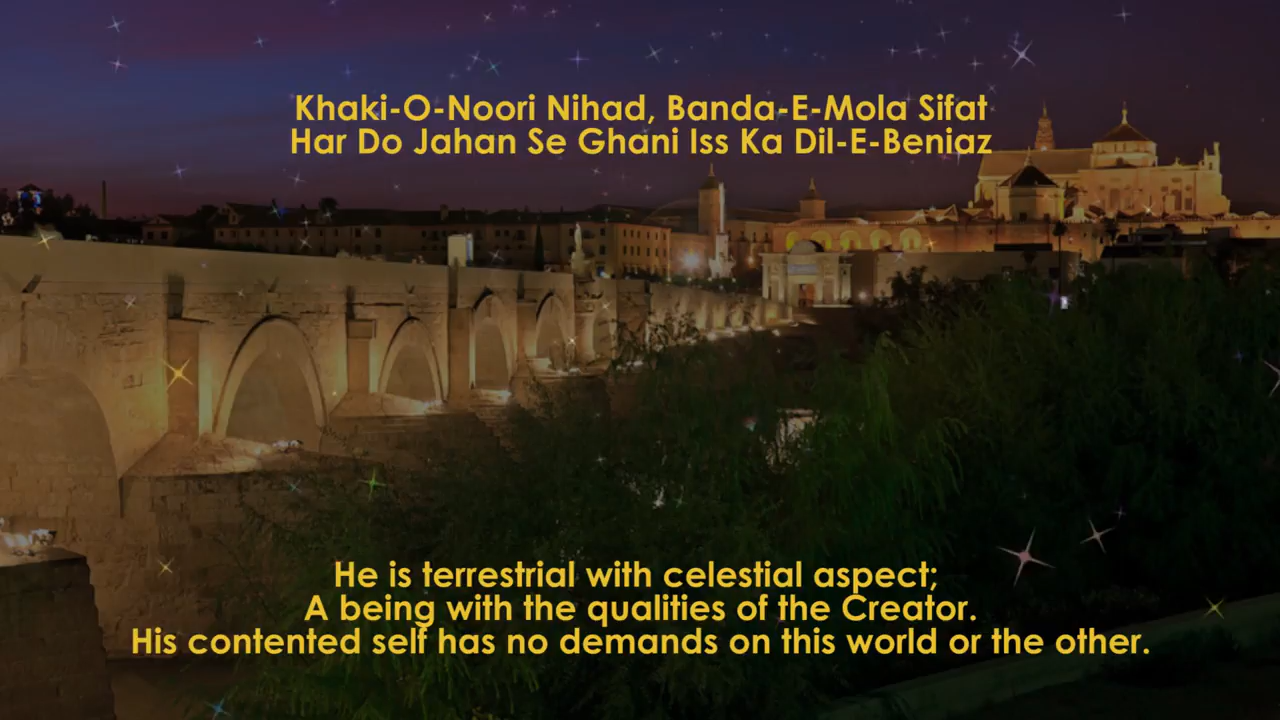 Khaki-O-Noori Nihad, Banda-E-Mola Sifat
Har Do Jahan Se Ghani Iss Ka Dil-E-Beniaz
He is terrestrial with celestial aspect;
A being with the qualities of the Creator.
His contented self has no demands on this world or the other.